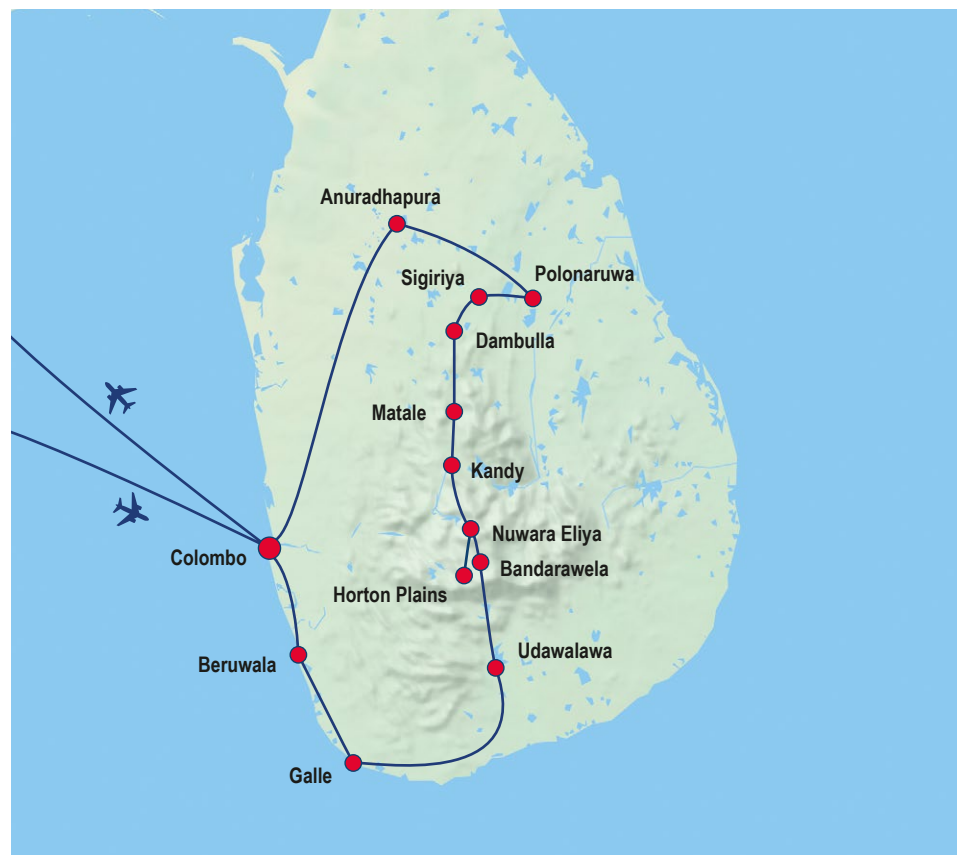 Anuradhapura
Sigiriya
Polonaruwa
Dambulla
Matale
Kandy
Nuwara Eliya
Colombo
Bandarawela
Horton Plains
Udawalawa
Beruwala
Galle